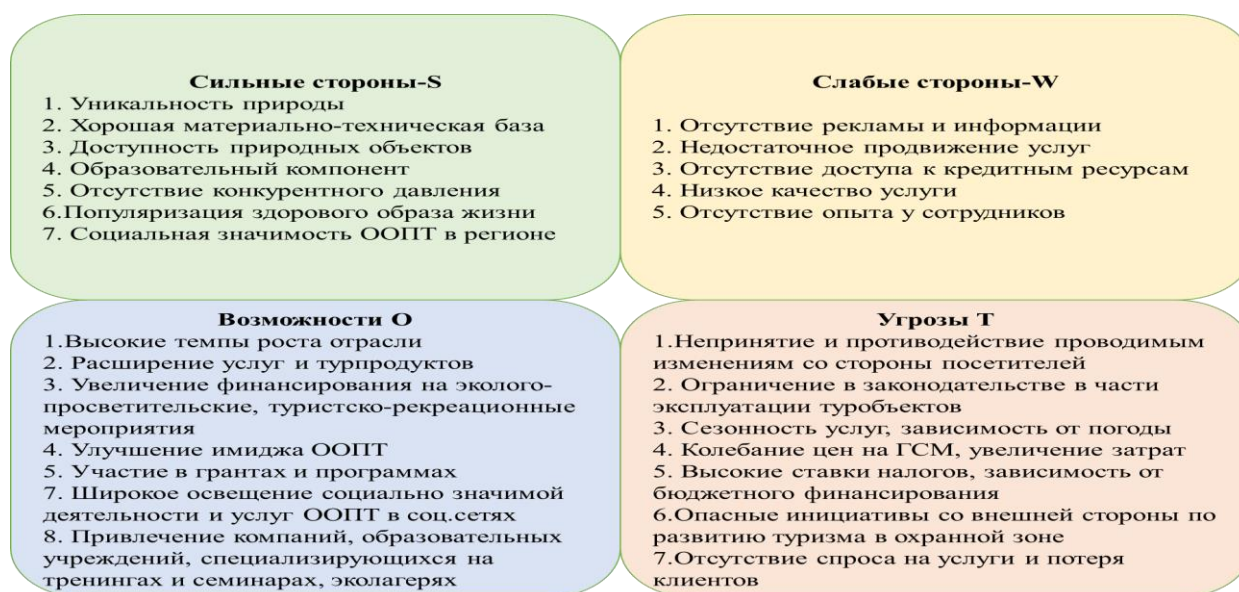 Сильные стороны-S
1. Уникальность природы
2. Хорошая материально-техническая база
3. Доступность природных объектов
4. Образовательный компонент
5. Отсутствие конкурентного давления
6.Популяризация здорового образа жизни
7. Социальная значимость ООПТ в регионе
Слабые стороны-W
1. Отсутствие рекламы и информации
2. Недостаточное продвижение услуг
3. Отсутствие доступа к кредитным ресурсам
4. Низкое качество услуги
5. Отсутствие опыта у сотрудников
Возможности О
1.Высокие темпы роста отрасли
2. Расширение услуг и турпродуктов
3. Увеличение финансирования на эколого-
просветительские, туристско-рекреационные
мероприятия
4. Улучшение имиджа ООПТ
5. Участие в грантах и программах
7. Широкое освещение социально значимой
деятельности и услуг ООПТ в соц.сетях
8. Привлечение компаний, образовательных
учреждений, специализирующихся на
тренингах и семинарах, эколагерях
Угрозы Т
1.Непринятие и противодействие проводимым
изменениям со стороны посетителей
2. Ограничение в законодательстве в части
эксплуатации туробъектов
3. Сезонность услуг, зависимость от погоды
4. Колебание цен на ГСМ, увеличение затрат
5. Высокие ставки налогов, зависимость от
бюджетного финансирования
6.Опасные инициативы со внешней стороны по
развитию туризма в охранной зоне
7.Отсутствие спроса на услуги и потеря
клиентов